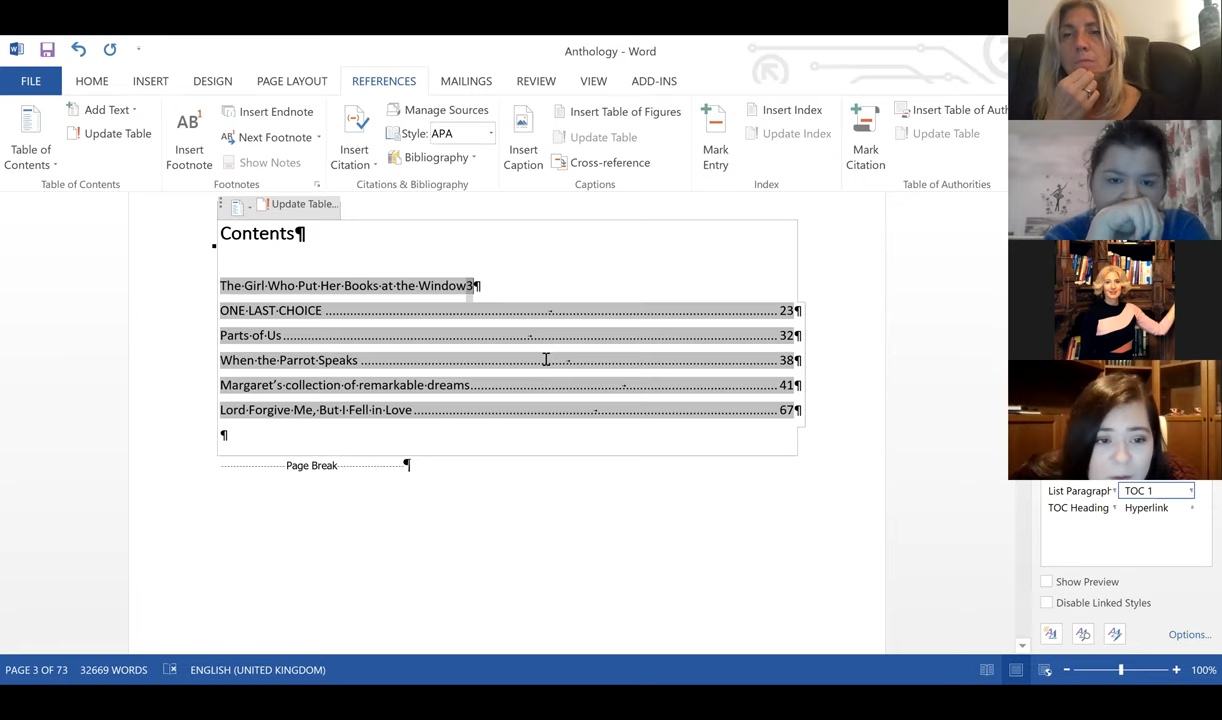 Anthology - Word
FILE HOME INSERT DESIGN PAGE LAYOUT REFERENCES MAILINGS REVIEW VIEW ADD-INS
Table of Contents
Add Text
Update Table
Table of Contents
AB¹ Insert Footnote
Insert Endnote
AB Next Footnote
Show Notes
Footnotes
Insert Citation
Manage Sources
Style: APA
Bibliography
Citations & Bibliography
Insert Caption
Insert Table of Figures
Update Table
Cross-reference
Captions
Mark Entry
Insert Index
Update Index
Index
Mark Citation
Insert Table of Auth
Update Table
Table of Authorities
Update Table...
Contents¶
The·Girl·Who·Put·Her·Books·at·the·Window3¶
ONE·LAST·CHOICE ........ 23¶
Parts·of·Us ........ 32¶
When·the·Parrot·Speaks ........ 38¶
Margaret's·collection·of·remarkable·dreams ........ 41¶
Lord·Forgive·Me,·But·I·Fell·in·Love ........ 67¶
¶
Page Break ¶
List Paragraph TOC 1
TOC Heading Hyperlink
Show Preview
Disable Linked Styles
Options...
PAGE 3 OF 73 32669 WORDS ENGLISH (UNITED KINGDOM) 100%